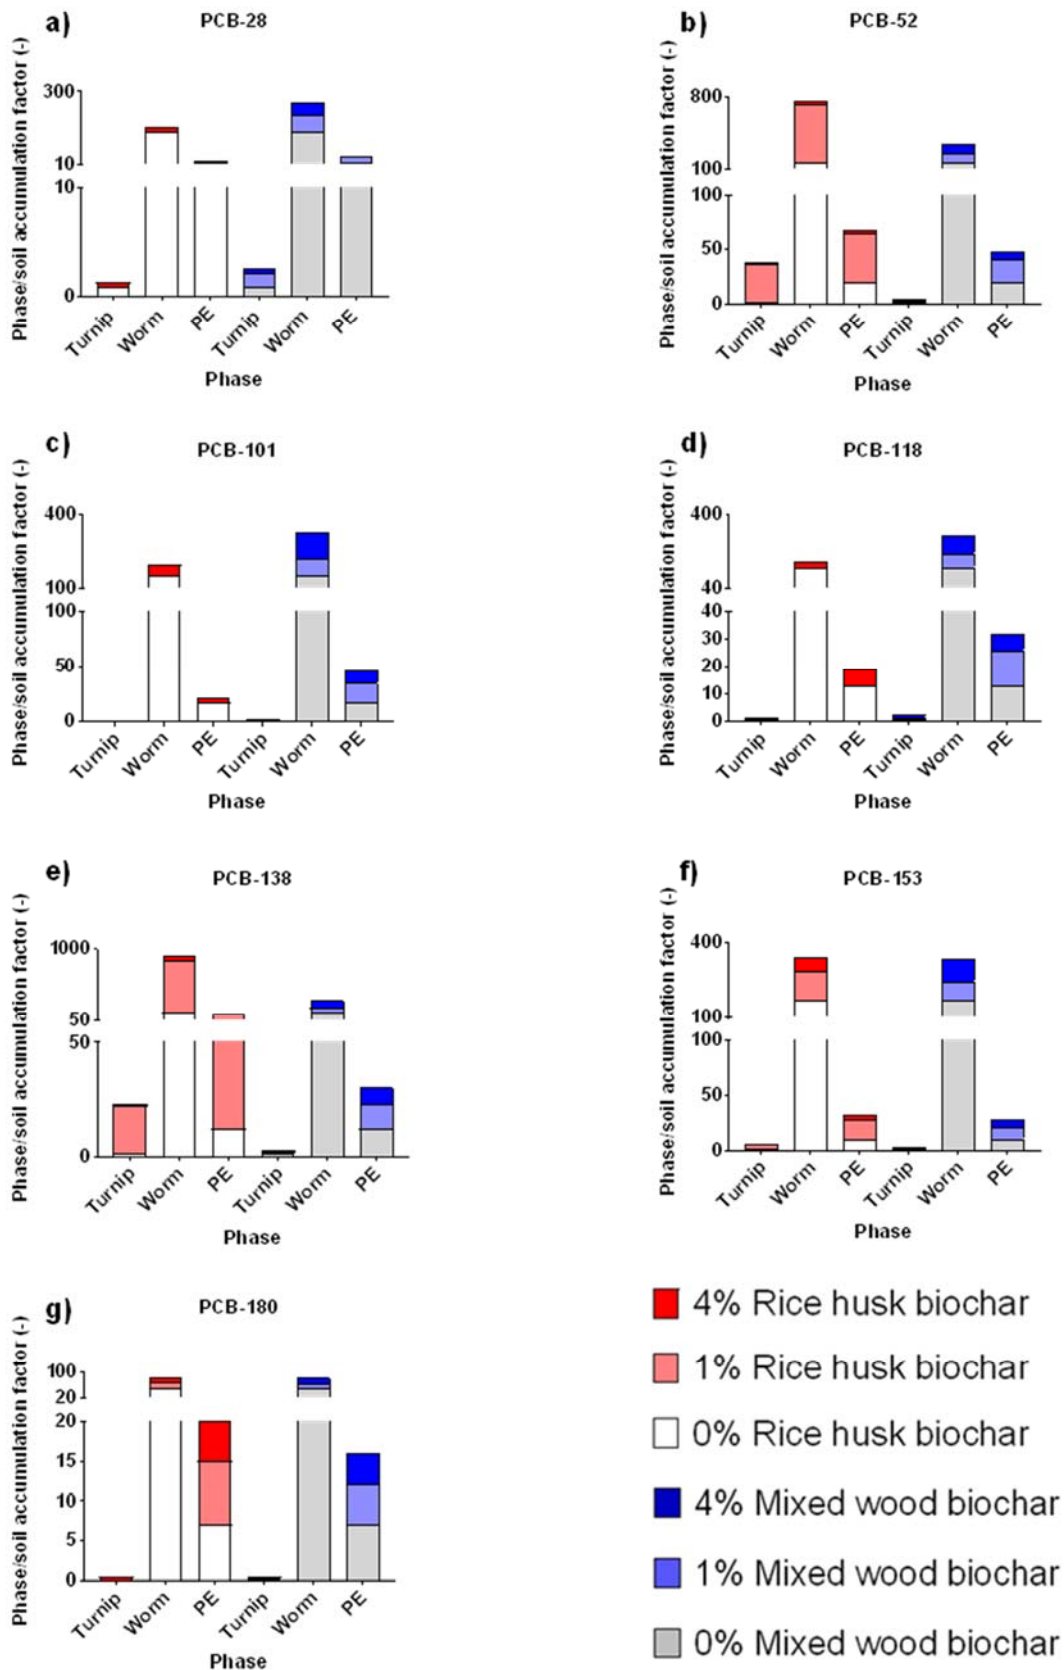 a)
PCB-28
Phase/soil accumulation factor (-)
300
10
10
0
Turnip
Worm
PE
Turnip
Worm
PE
Phase
b)
PCB-52
Phase/soil accumulation factor (-)
800
100
100
50
0
Turnip
Worm
PE
Turnip
Worm
PE
Phase
c)
PCB-101
Phase/soil accumulation factor (-)
400
100
100
50
0
Turnip
Worm
PE
Turnip
Worm
PE
Phase
d)
PCB-118
Phase/soil accumulation factor (-)
400
40
40
30
20
10
0
Turnip
Worm
PE
Turnip
Worm
PE
Phase
e)
PCB-138
Phase/soil accumulation factor (-)
1000
50
50
0
Turnip
Worm
PE
Turnip
Worm
PE
Phase
f)
PCB-153
Phase/soil accumulation factor (-)
400
100
100
50
0
Turnip
Worm
PE
Turnip
Worm
PE
Phase
g)
PCB-180
Phase/soil accumulation factor (-)
100
20
20
15
10
5
0
Turnip
Worm
PE
Turnip
Worm
PE
Phase
4% Rice husk biochar
1% Rice husk biochar
0% Rice husk biochar
4% Mixed wood biochar
1% Mixed wood biochar
0% Mixed wood biochar